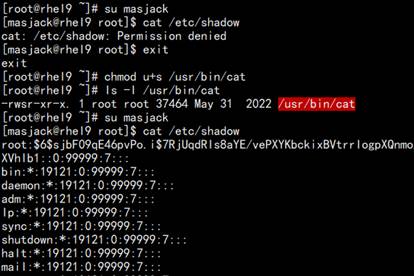 [root@rhel9 ~]# su masjack
[masjack@rhel9 root]$ cat /etc/shadow
cat: /etc/shadow: Permission denied
[masjack@rhel9 root]$ exit
exit
[root@rhel9 ~]# chmod u+s /usr/bin/cat
[root@rhel9 ~]# ls -l /usr/bin/cat
-rwsr-xr-x. 1 root root 37464 May 31  2022 /usr/bin/cat
[root@rhel9 ~]# su masjack
[masjack@rhel9 root]$ cat /etc/shadow
root:$6$sjbFO9qE46pvPo.i$7RjUqdRls8aYE/vePXYKbckixBVtrrlogpXQnmo
XVhlb1::0:99999:7:::
bin:*:19121:0:99999:7:::
daemon:*:19121:0:99999:7:::
adm:*:19121:0:99999:7:::
lp:*:19121:0:99999:7:::
sync:*:19121:0:99999:7:::
shutdown:*:19121:0:99999:7:::
halt:*:19121:0:99999:7:::
mail:*:19121:0:99999:7:::